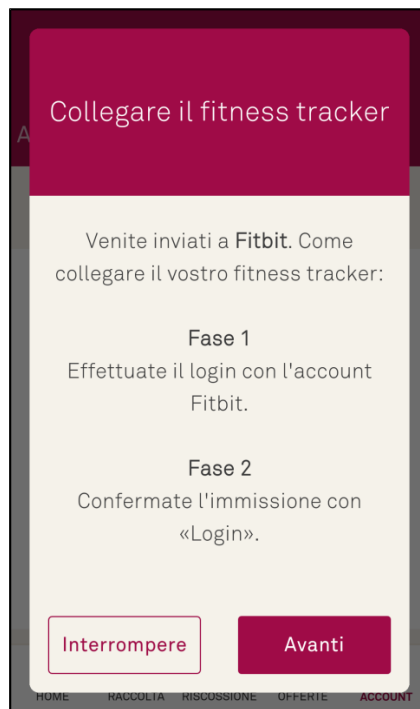 Collegare il fitness tracker
A
Venite inviati a Fitbit. Come
collegare il vostro fitness tracker:
Fase 1
Effettuate il login con l'account
Fitbit.
Fase 2
Confermate l'immissione con
«Login».
Interrompere
Avanti
HOME RACCOLTA RISCOSSIONE OFFERTE ACCOUNT